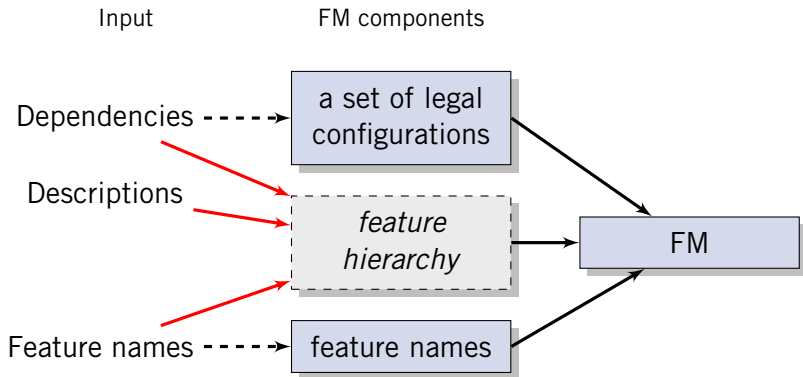 Input
FM components
Dependencies
a set of legal
configurations
Descriptions
feature
hierarchy
FM
Feature names
feature names